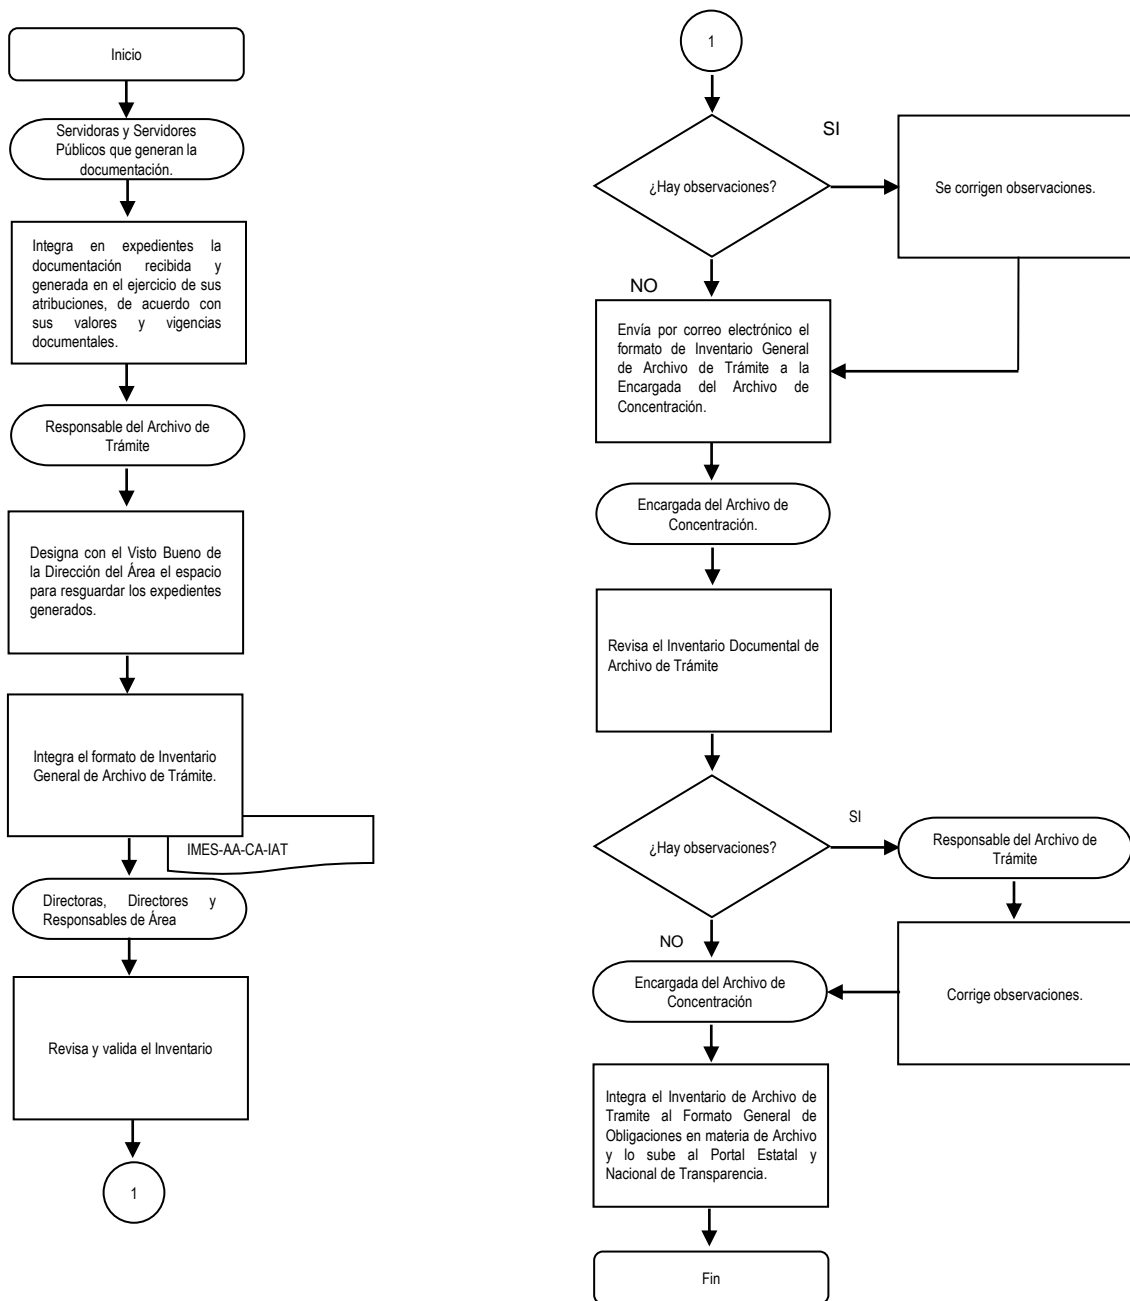 Inicio
Servidoras y Servidores
Públicos que generan la
documentación.
Integra en expedientes la
documentación recibida y
generada en el ejercicio de sus
atribuciones, de acuerdo con
sus valores y vigencias
documentales.
Responsable del Archivo de
Trámite
Designa con el Visto Bueno de
la Dirección del Área el espacio
para resguardar los expedientes
generados.
Integra el formato de Inventario
General de Archivo de Trámite.
IMES-AA-CA-IAT
Directoras, Directores y
Responsables de Área
Revisa y valida el Inventario
1
1
¿Hay observaciones?
SI
Se corrigen observaciones.
NO
Envía por correo electrónico el
formato de Inventario General
de Archivo de Trámite a la
Encargada del Archivo de
Concentración.
Encargada del Archivo de
Concentración.
Revisa el Inventario Documental de
Archivo de Trámite
¿Hay observaciones?
SI
Responsable del Archivo de
Trámite
Corrige observaciones.
NO
Encargada del Archivo de
Concentración
Integra el Inventario de Archivo de
Tramite al Formato General de
Obligaciones en materia de Archivo
y lo sube al Portal Estatal y
Nacional de Transparencia.
Fin